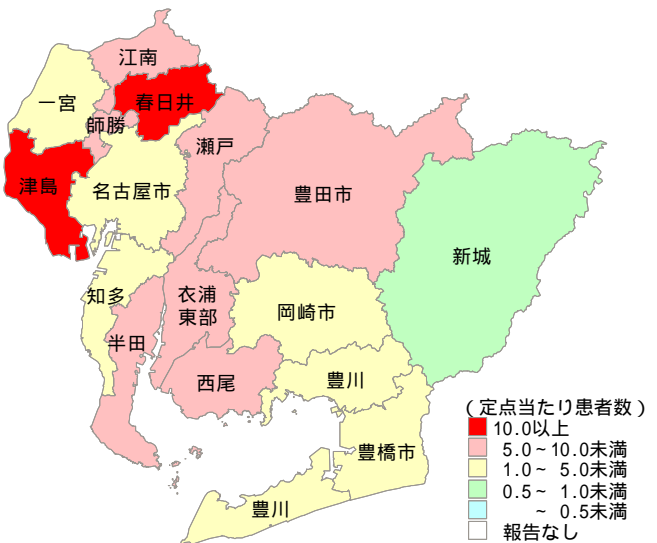 江南
一宮
春日井
師勝
瀬戸
津島
名古屋市
豊田市
新城
知多
衣浦
東部
岡崎市
半田
西尾
豊川
豊橋市
豊川
(定点当たり患者数)
10.0以上
5.0~10.0未満
1.0~ 5.0未満
0.5~ 1.0未満
~ 0.5未満
報告なし